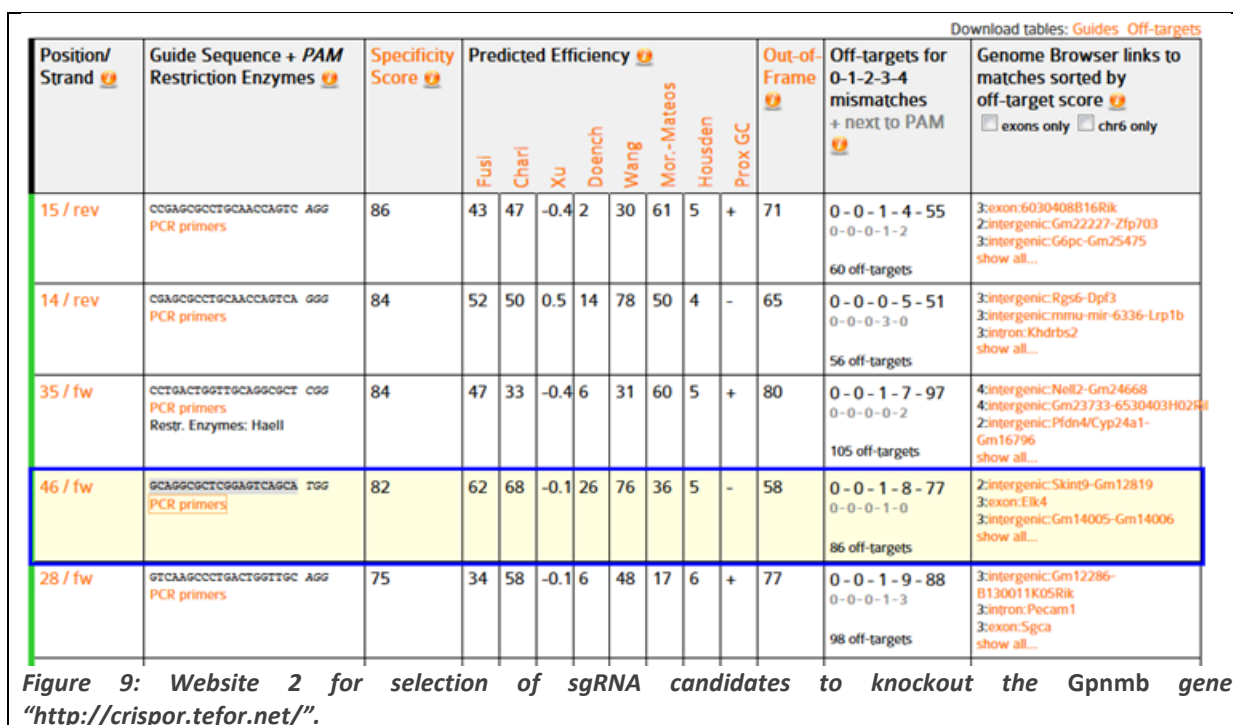 Download tables: Guides Off-targets
Position/ Strand
Guide Sequence + PAM Restriction Enzymes
Specificity Score
Predicted Efficiency
Fusi
Chari
Xu
Doench
Wang
Mor.-Mateos
Housden
Prox GC
Out-of-Frame
Off-targets for 0-1-2-3-4 mismatches + next to PAM
Genome Browser links to matches sorted by off-target score
exons only chr6 only
15 / rev
CCGAGCGCCTGCAACCAGTC AGG
PCR primers
86 43 47 -0.4 2 30 61 5 + 71
0 - 0 - 1 - 4 - 55
0-0-0-1-2
60 off-targets
3:exon:6030408B16Rik
2:intergenic:Gm22227-Zfp703
3:intergenic:G6pc-Gm25475
show all...
14 / rev
CGAGCGCCTGCAACCAGTCA GGG
PCR primers
84 52 50 0.5 14 78 50 4 - 65
0 - 0 - 0 - 5 - 51
0-0-0-3-0
56 off-targets
3:intergenic:Rgs6-Dpf3
3:intergenic:mmu-mir-6336-Lrp1b
3:intron:Khdrbs2
show all...
35 / fw
CCTGACTGGTTGCAGGCGCT CGG
PCR primers
Restr. Enzymes: HaeII
84 47 33 -0.4 6 31 60 5 + 80
0 - 0 - 1 - 7 - 97
0-0-0-0-2
105 off-targets
4:intergenic:Nell2-Gm24668
4:intergenic:Gm23733-6530403H02Rik
2:intergenic:Pfdn4/Cyp24a1-
Gm16796
show all...
46 / fw
GCAGGCGCTCGGAGTCAGCA TGG
PCR primers
82 62 68 -0.1 26 76 36 5 - 58
0 - 0 - 1 - 8 - 77
0-0-0-1-0
86 off-targets
2:intergenic:Skint9-Gm12819
3:exon:Elk4
3:intergenic:Gm14005-Gm14006
show all...
28 / fw
GTCAAGCCCTGACTGGTTGC AGG
PCR primers
75 34 58 -0.1 6 48 17 6 + 77
0 - 0 - 1 - 9 - 88
0-0-0-1-3
98 off-targets
3:intergenic:Gm12286-
B130011K05Rik
3:intron:Pecam1
3:exon:Sgca
show all...
Figure 9: Website 2 for selection of sgRNA candidates to knockout the Gpnmb gene
"http://crispor.tefor.net/".